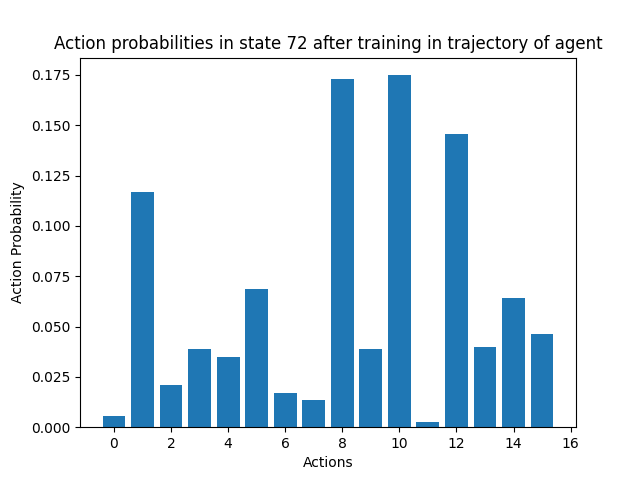 Action probabilities in state 72 after training in trajectory of agent
0.175
0.150
0.125
0.100
0.075
0.050
0.025
0.000
Action Probability
0 2 4 6 8 10 12 14 16
Actions